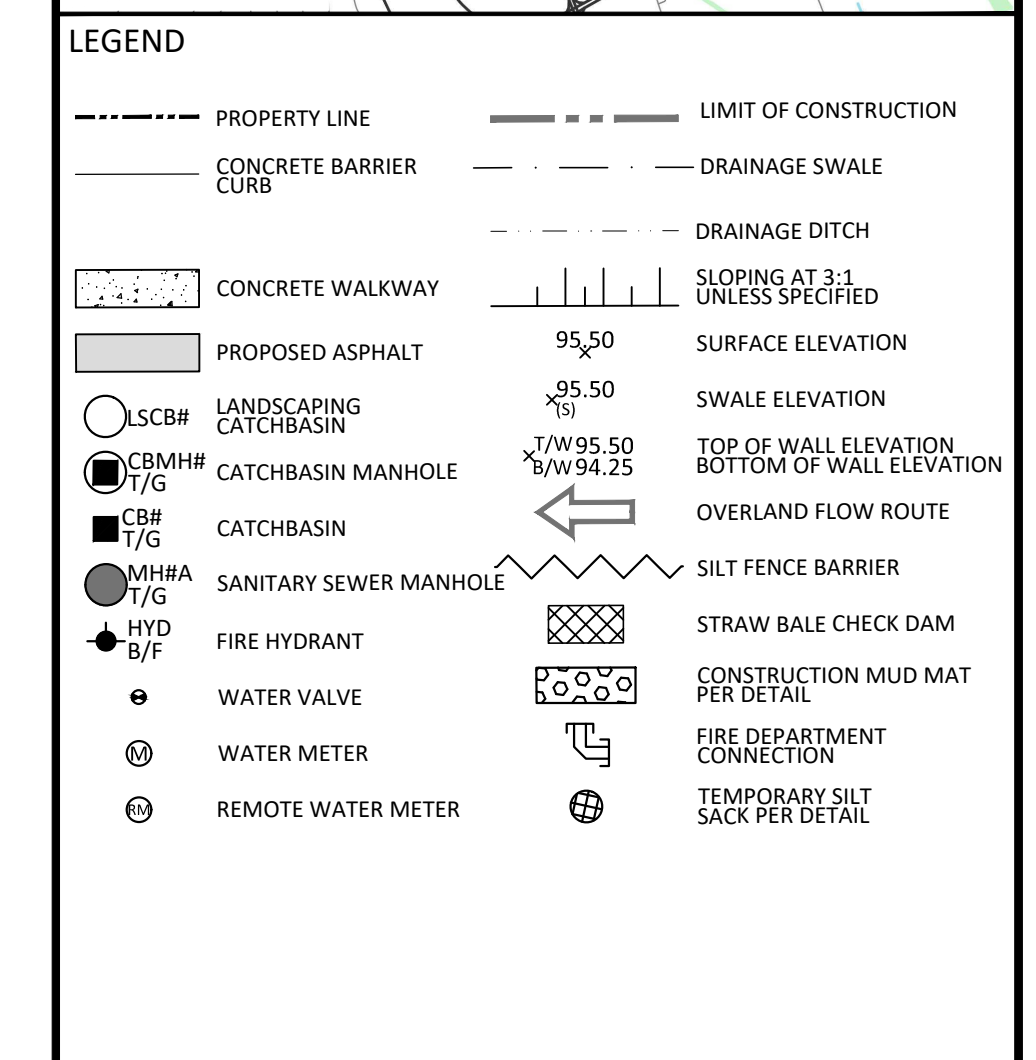 LEGEND
PROPERTY LINE
CONCRETE BARRIER
CURB
CONCRETE WALKWAY
PROPOSED ASPHALT
LSCB#
LANDSCAPING
CATCHBASIN
CBMH#
T/G
CATCHBASIN MANHOLE
CB#
T/G
CATCHBASIN
MH#A
T/G
SANITARY SEWER MANHOLE
HYD
B/F
FIRE HYDRANT
WATER VALVE
M
WATER METER
RM
REMOTE WATER METER
LIMIT OF CONSTRUCTION
DRAINAGE SWALE
DRAINAGE DITCH
SLOPING AT 3:1
UNLESS SPECIFIED
95.50
SURFACE ELEVATION
95.50
(S)
SWALE ELEVATION
T/W 95.50
B/W 94.25
TOP OF WALL ELEVATION
BOTTOM OF WALL ELEVATION
OVERLAND FLOW ROUTE
SILT FENCE BARRIER
STRAW BALE CHECK DAM
CONSTRUCTION MUD MAT
PER DETAIL
FIRE DEPARTMENT
CONNECTION
TEMPORARY SILT
SACK PER DETAIL